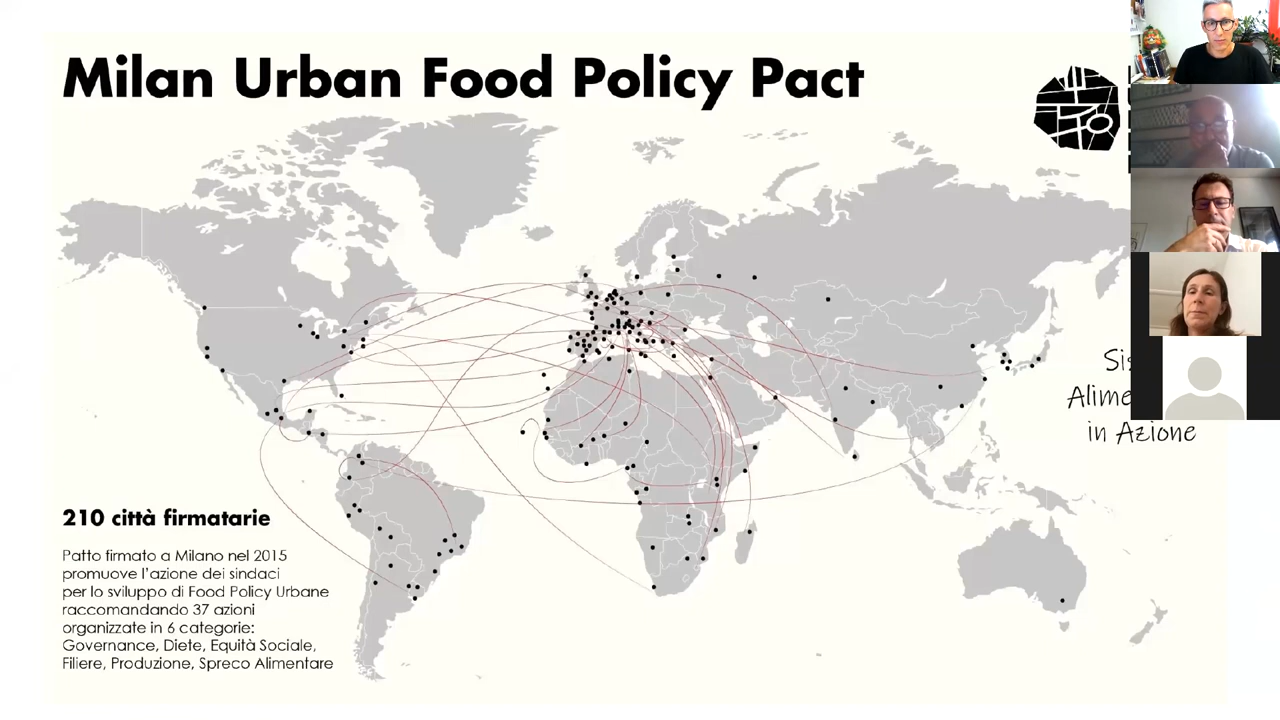 Milan Urban Food Policy Pact
in Azione
210 città firmatarie
Patto firmato a Milano nel 2015
promuove l'azione dei sindaci
per lo sviluppo di Food Policy Urbane
raccomandando 37 azioni
organizzate in 6 categorie:
Governance, Diete, Equità Sociale,
Filiere, Produzione, Spreco Alimentare